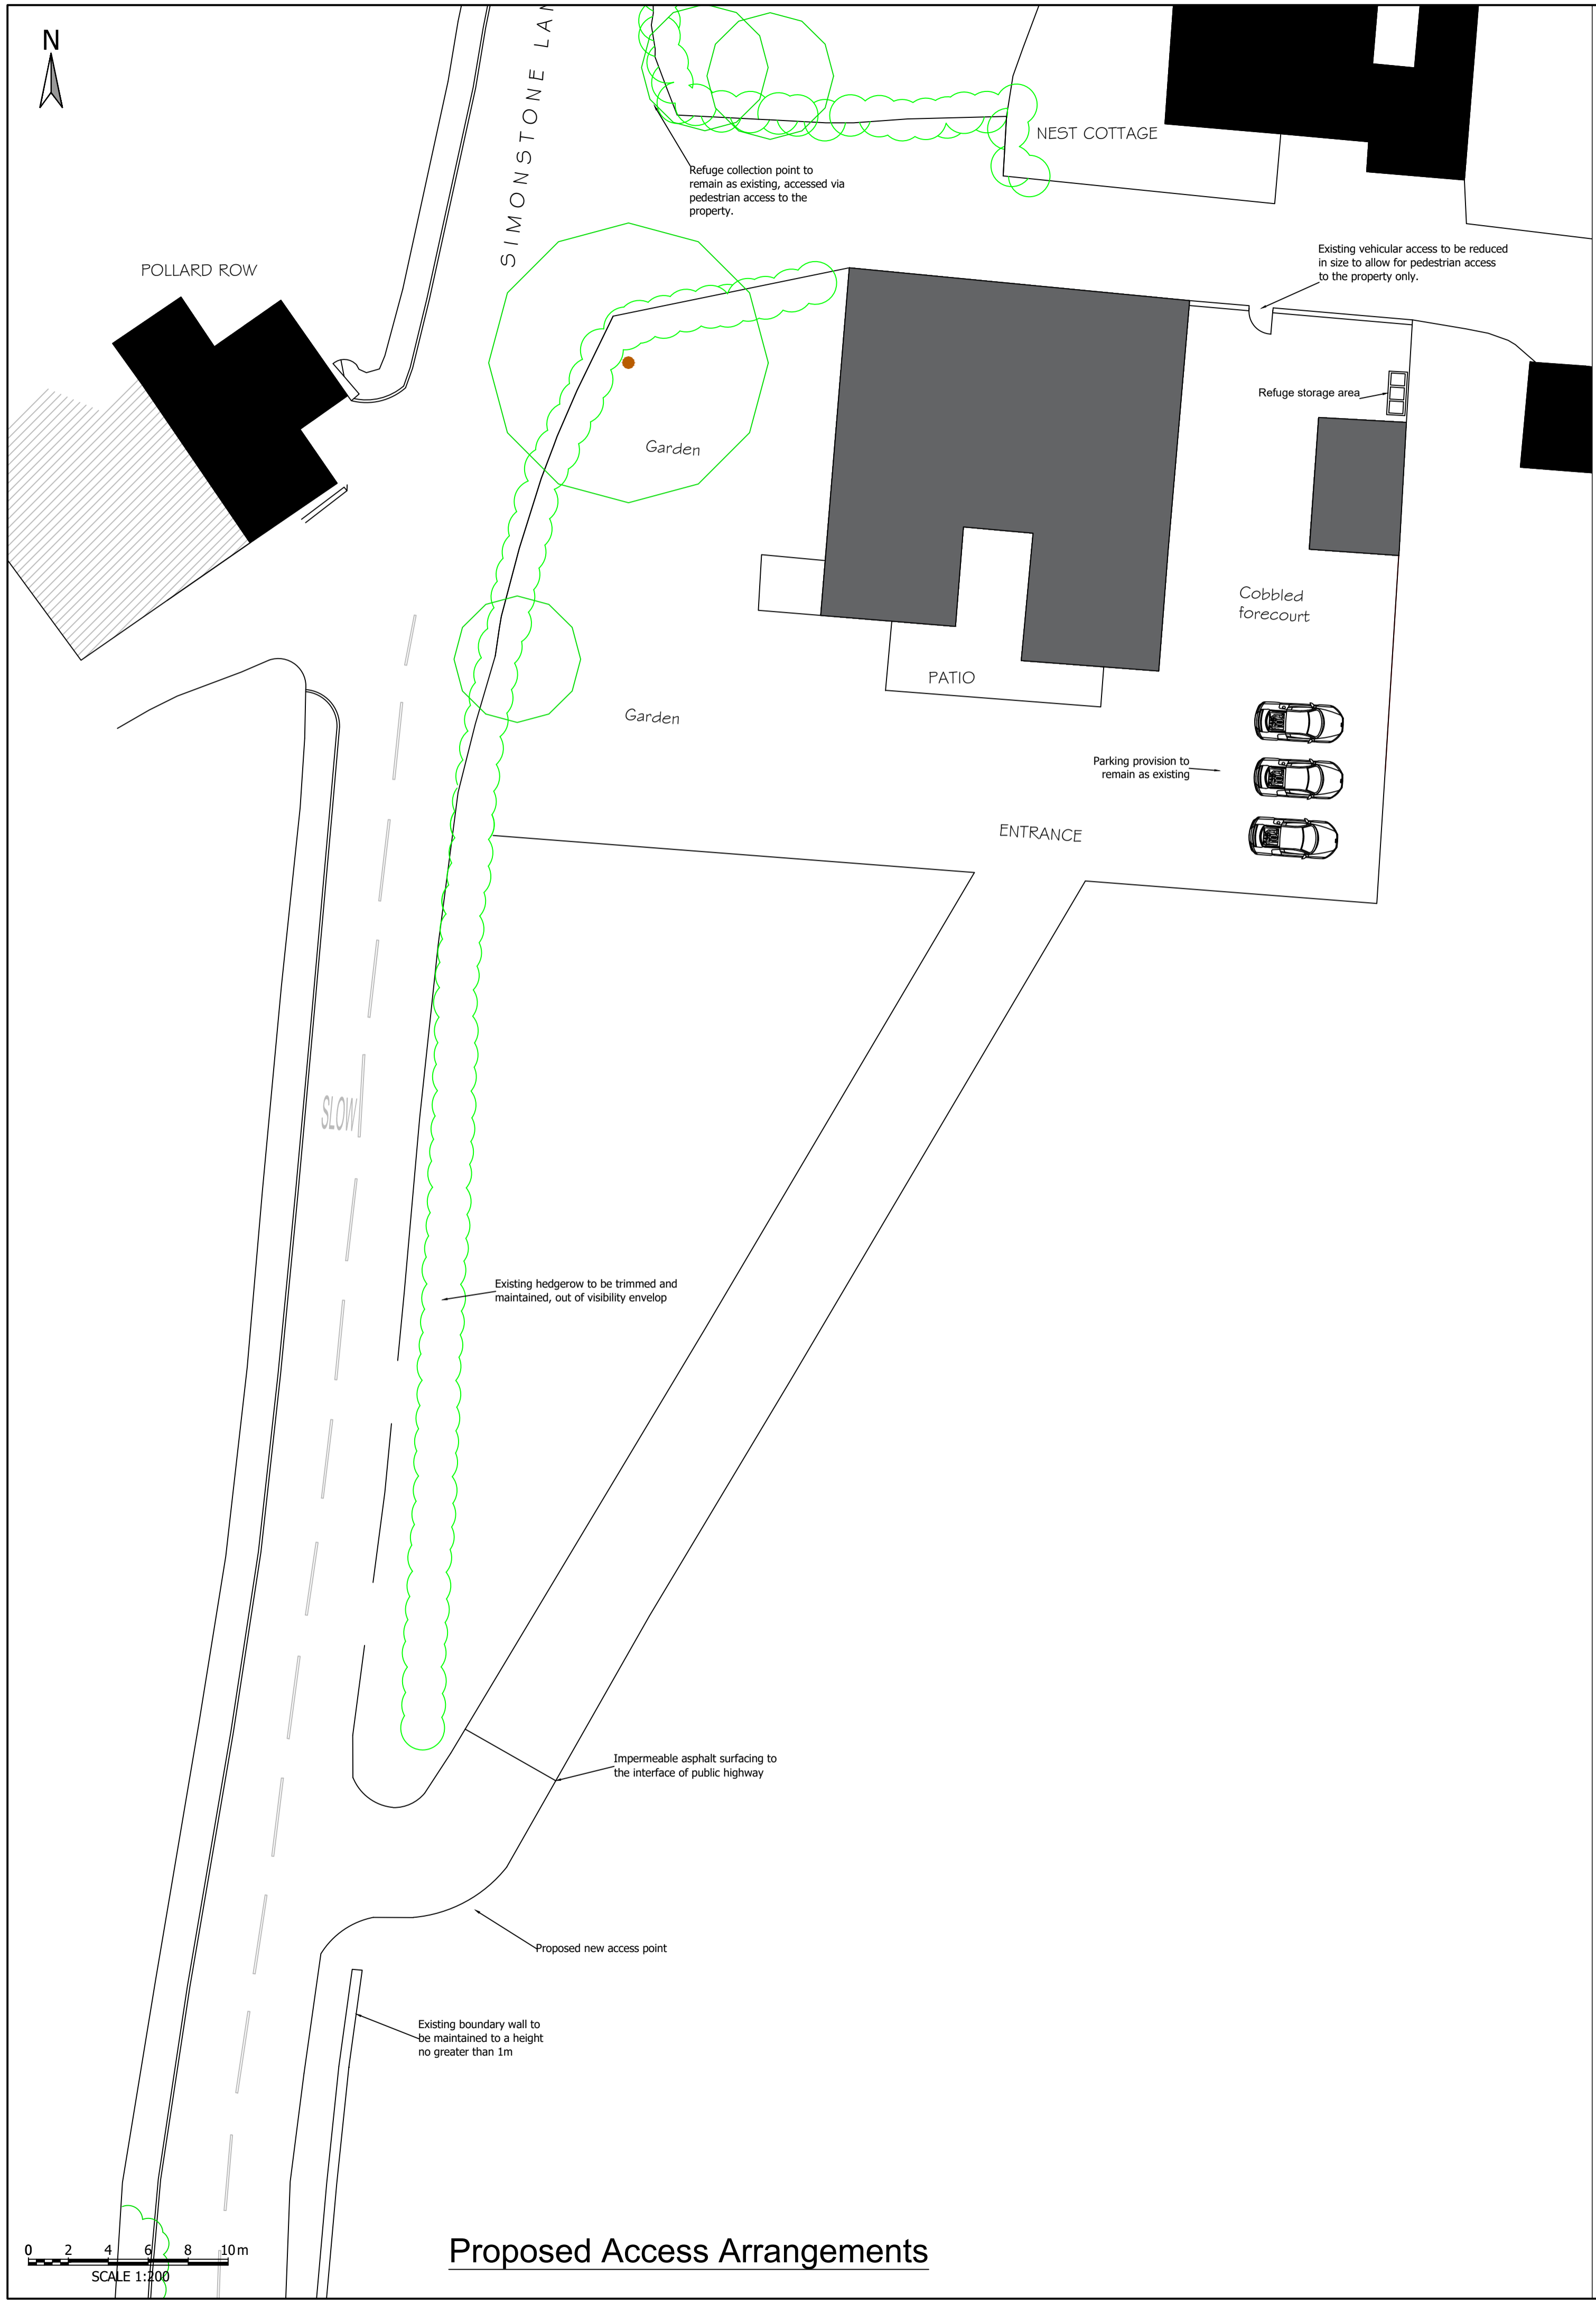 N
SIMONSTONE LAN
NEST COTTAGE
Refuge collection point to
remain as existing, accessed via
pedestrian access to the
property.
POLLARD ROW
Existing vehicular access to be reduced
in size to allow for pedestrian access
to the property only.
Refuge storage area
Garden
Cobbled
forecourt
PATIO
Garden
Parking provision to
remain as existing
ENTRANCE
SLOW
Existing hedgerow to be trimmed and
maintained, out of visibility envelop
Impermeable asphalt surfacing to
the interface of public highway
Proposed new access point
Existing boundary wall to
be maintained to a height
no greater than 1m
0 2 4 6 8 10m
SCALE 1:200
Proposed Access Arrangements